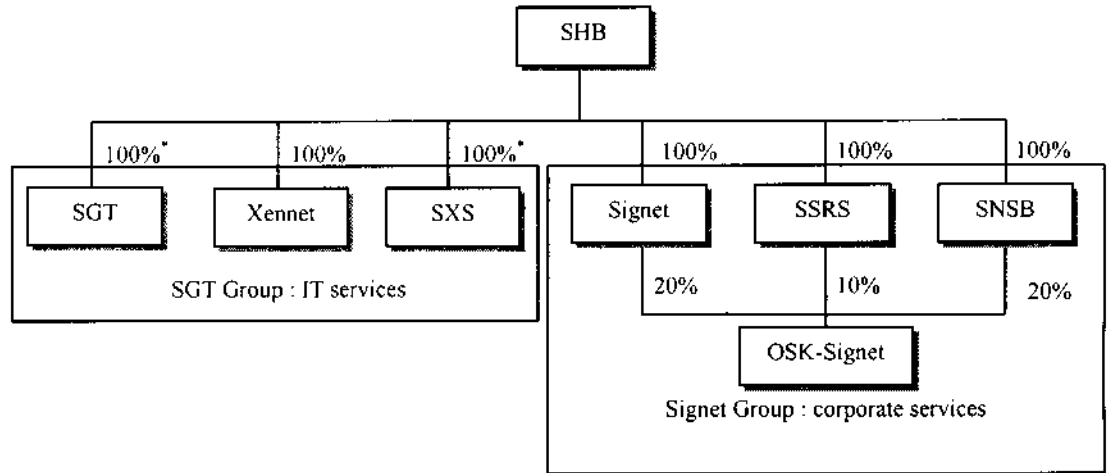 SHB
100%* 100% 100%* 100% 100% 100%
SGT Xennet SXS Signet SSRS SNSB
20% 10% 20%
SGT Group : IT services
OSK-Signet
Signet Group : corporate services